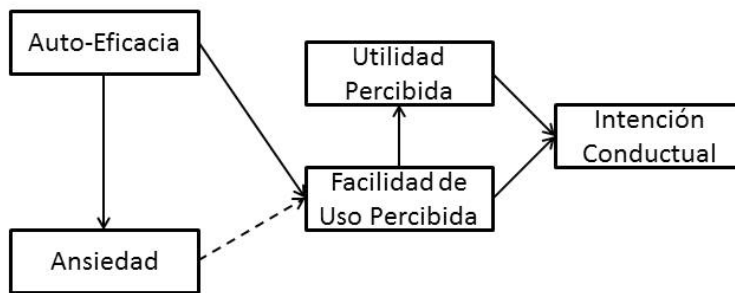 Auto-Eficacia
Utilidad
Percibida
Intención
Conductual
Facilidad de
Uso Percibida
Ansiedad